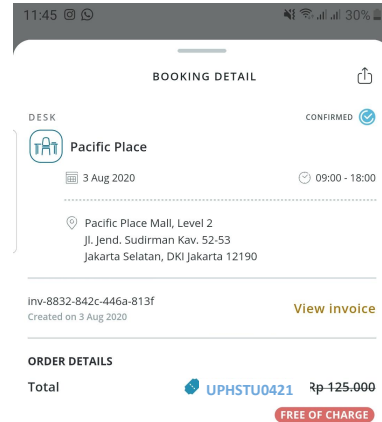 11:45 30%
BOOKING DETAIL
DESK CONFIRMED
Pacific Place
3 Aug 2020 09:00 - 18:00
Pacific Place Mall, Level 2
Jl. Jend. Sudirman Kav. 52-53
Jakarta Selatan, DKI Jakarta 12190
inv-8832-842c-446a-813f
View invoice
Created on 3 Aug 2020
ORDER DETAILS
Total UPHSTU0421 Rp 125.000
FREE OF CHARGE